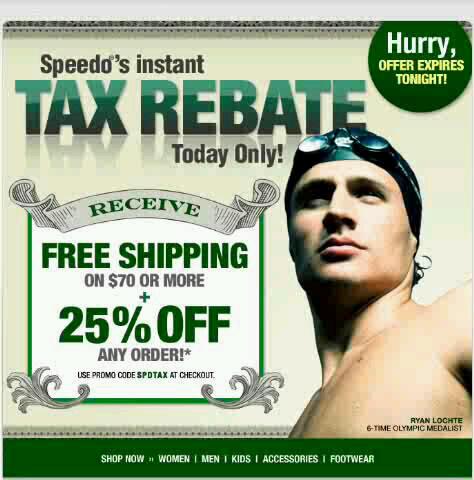 Speedo®'s instant
TAX REBATE
Today Only!
Hurry,
OFFER EXPIRES
TONIGHT!
RECEIVE
FREE SHIPPING
ON $70 OR MORE
+
25% OFF
ANY ORDER!*
USE PROMO CODE SPDTAX AT CHECKOUT.
RYAN LOCHTE
6-TIME OLYMPIC MEDALIST
SHOP NOW » WOMEN | MEN | KIDS | ACCESSORIES | FOOTWEAR